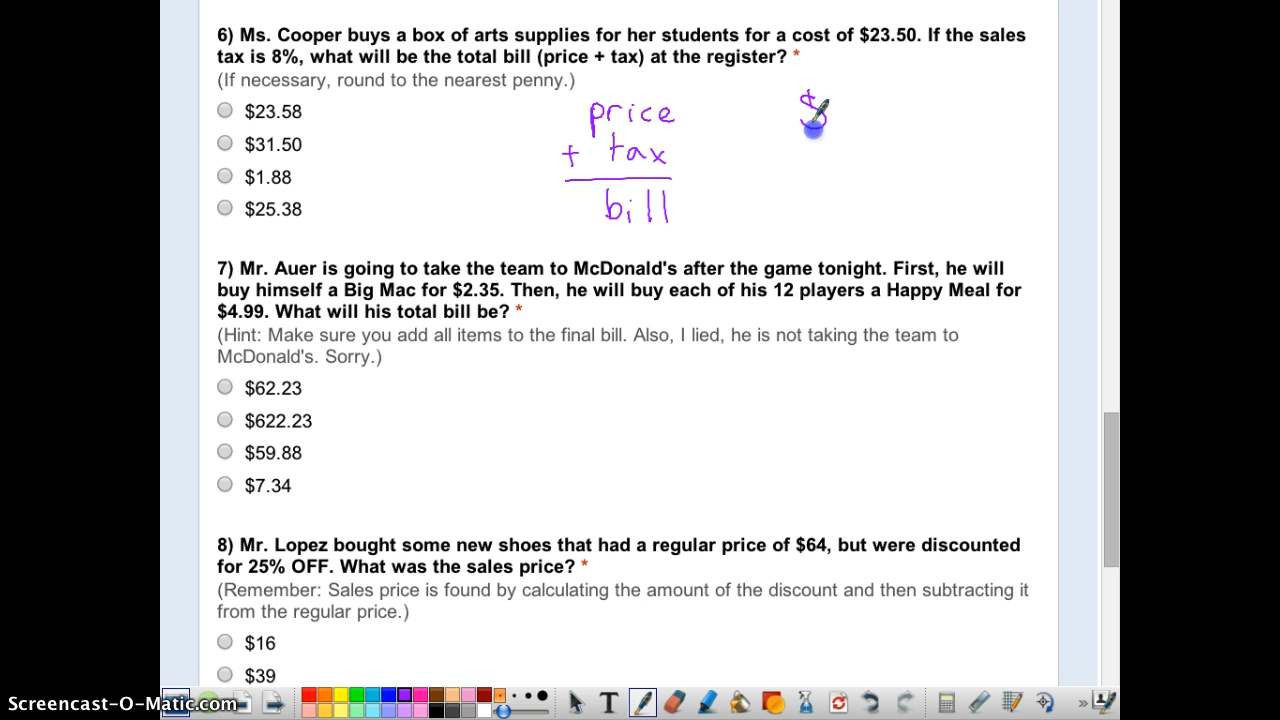 6) Ms. Cooper buys a box of arts supplies for her students for a cost of $23.50. If the sales
tax is 8%, what will be the total bill (price + tax) at the register? *
(If necessary, round to the nearest penny.)
$23.58
$31.50
$1.88
$25.38
price
+ tax
bill
$
7) Mr. Auer is going to take the team to McDonald's after the game tonight. First, he will
buy himself a Big Mac for $2.35. Then, he will buy each of his 12 players a Happy Meal for
$4.99. What will his total bill be? *
(Hint: Make sure you add all items to the final bill. Also, I lied, he is not taking the team to
McDonald's. Sorry.)
$62.23
$622.23
$59.88
$7.34
8) Mr. Lopez bought some new shoes that had a regular price of $64, but were discounted
for 25% OFF. What was the sales price? *
(Remember: Sales price is found by calculating the amount of the discount and then subtracting it
from the regular price.)
$16
$39
T
»
Screencast-O-Matic.com